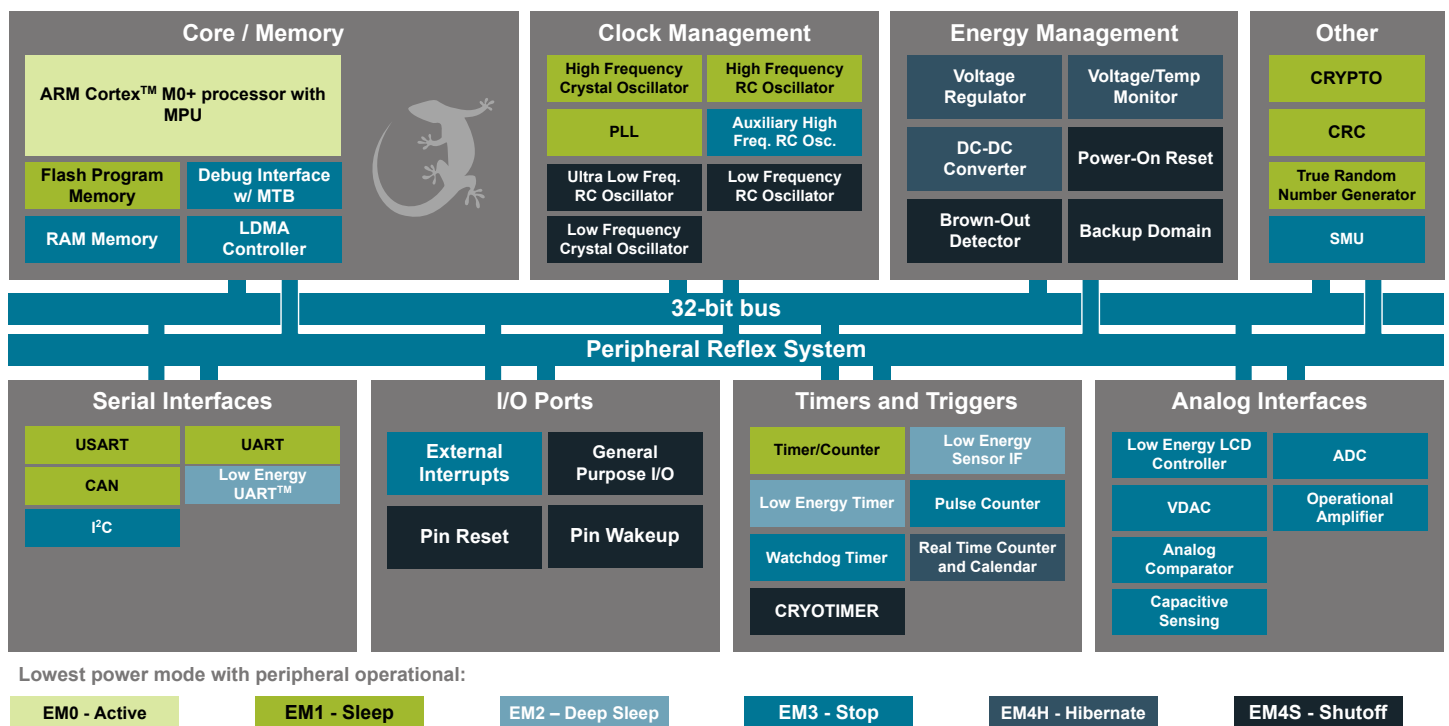 Core / Memory
ARM Cortex™ M0+ processor with
MPU
Flash Program
Memory
Debug Interface
w/ MTB
RAM Memory
LDMA
Controller
Clock Management
High Frequency
Crystal Oscillator
High Frequency
RC Oscillator
PLL
Auxiliary High
Freq. RC Osc.
Ultra Low Freq.
RC Oscillator
Low Frequency
RC Oscillator
Low Frequency
Crystal Oscillator
Energy Management
Voltage
Regulator
Voltage/Temp
Monitor
DC-DC
Converter
Power-On Reset
Brown-Out
Detector
Backup Domain
Other
CRYPTO
CRC
True Random
Number Generator
SMU
32-bit bus
Peripheral Reflex System
Serial Interfaces
USART
UART
CAN
Low Energy
UART™
I²C
I/O Ports
External
Interrupts
General
Purpose I/O
Pin Reset
Pin Wakeup
Timers and Triggers
Timer/Counter
Low Energy
Sensor IF
Low Energy Timer
Pulse Counter
Watchdog Timer
Real Time Counter
and Calendar
CRYOTIMER
Analog Interfaces
Low Energy LCD
Controller
ADC
VDAC
Operational
Amplifier
Analog
Comparator
Capacitive
Sensing
Lowest power mode with peripheral operational:
EM0 - Active
EM1 - Sleep
EM2 – Deep Sleep
EM3 - Stop
EM4H - Hibernate
EM4S - Shutoff